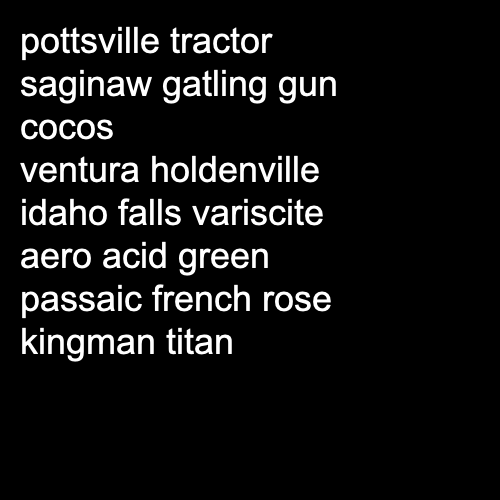 pottsville tractor
saginaw gatling gun
cocos
ventura holdenville
idaho falls variscite
aero acid green
passaic french rose
kingman titan